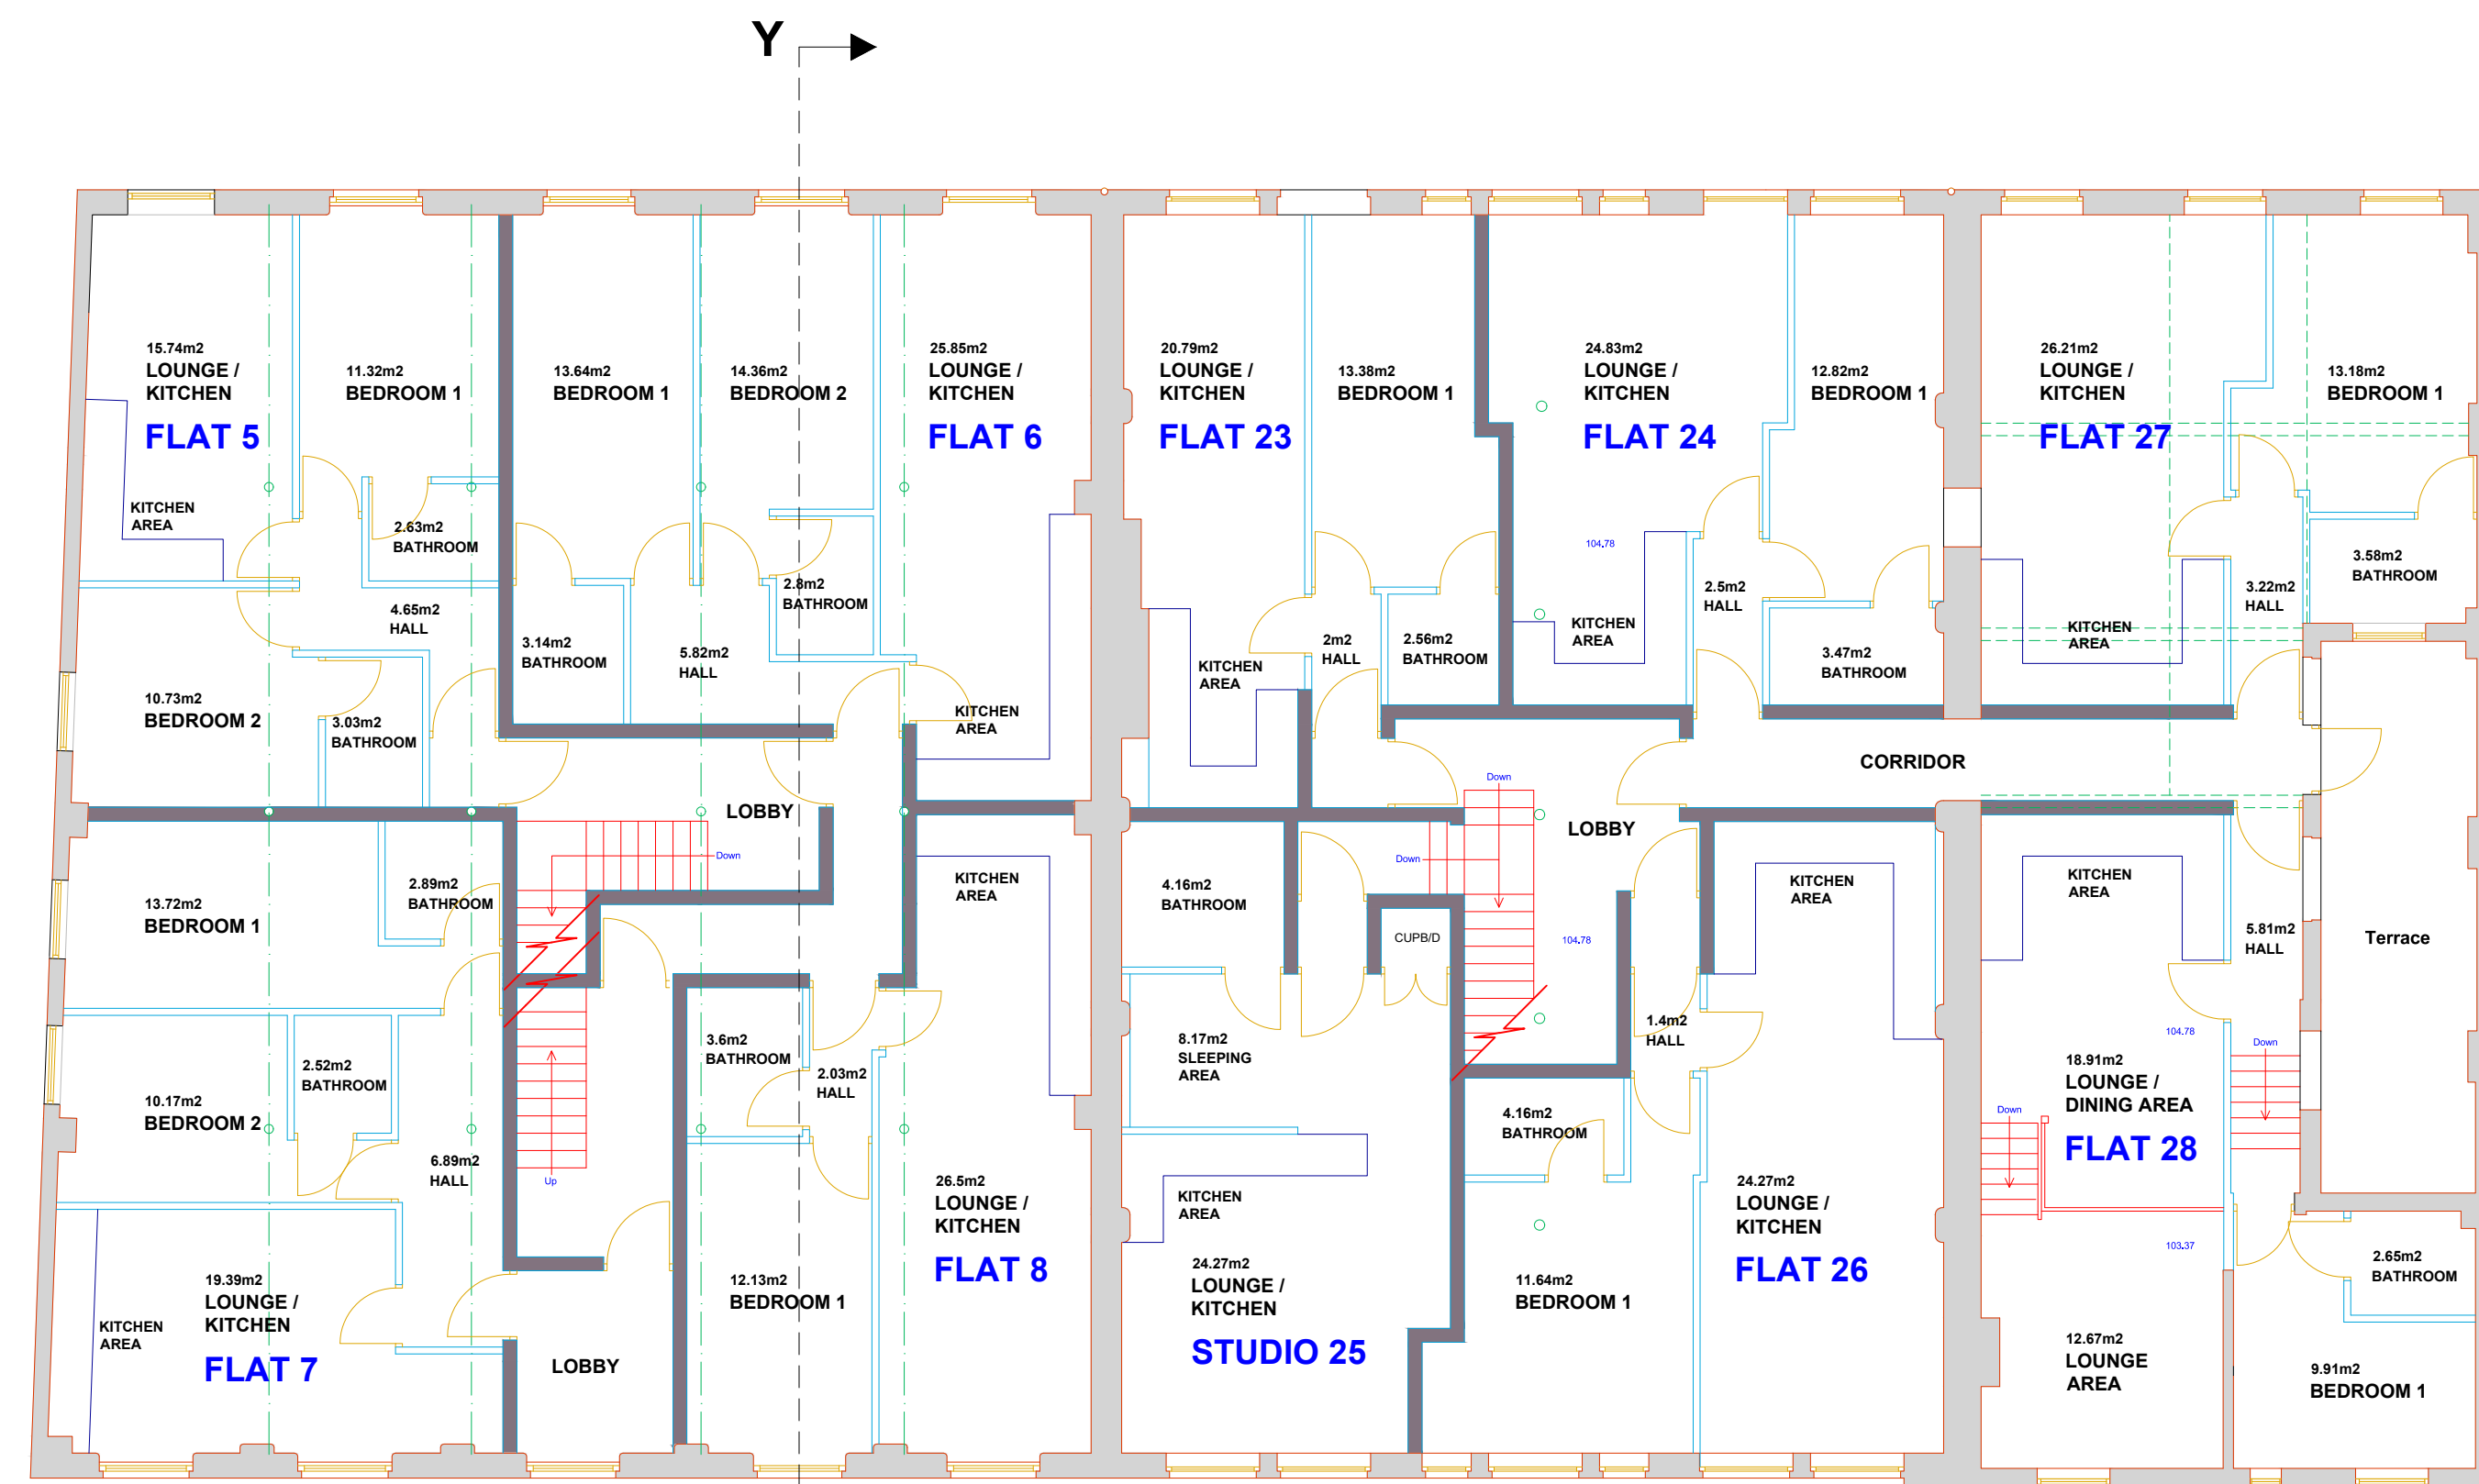 Y
15.74m2
LOUNGE /
KITCHEN
FLAT 5
KITCHEN
AREA
11.32m2
BEDROOM 1
2.63m2
BATHROOM
4.65m2
HALL
10.73m2
BEDROOM 2
3.03m2
BATHROOM
13.64m2
BEDROOM 1
14.36m2
BEDROOM 2
25.85m2
LOUNGE /
KITCHEN
FLAT 6
2.8m2
BATHROOM
3.14m2
BATHROOM
5.82m2
HALL
KITCHEN
AREA
20.79m2
LOUNGE /
KITCHEN
FLAT 23
13.38m2
BEDROOM 1
KITCHEN
AREA
2m2
HALL
2.56m2
BATHROOM
24.83m2
LOUNGE /
KITCHEN
FLAT 24
12.82m2
BEDROOM 1
104.78
KITCHEN
AREA
2.5m2
HALL
3.47m2
BATHROOM
26.21m2
LOUNGE /
KITCHEN
FLAT 27
13.18m2
BEDROOM 1
KITCHEN
AREA
3.22m2
HALL
3.58m2
BATHROOM
CORRIDOR
LOBBY
Down
Down
Down
LOBBY
13.72m2
BEDROOM 1
2.89m2
BATHROOM
10.17m2
BEDROOM 2
2.52m2
BATHROOM
6.89m2
HALL
19.39m2
LOUNGE /
KITCHEN
FLAT 7
KITCHEN
AREA
Up
LOBBY
KITCHEN
AREA
3.6m2
BATHROOM
2.03m2
HALL
12.13m2
BEDROOM 1
26.5m2
LOUNGE /
KITCHEN
FLAT 8
4.16m2
BATHROOM
CUPB/D
8.17m2
SLEEPING
AREA
KITCHEN
AREA
24.27m2
LOUNGE /
KITCHEN
STUDIO 25
104.78
1.4m2
HALL
4.16m2
BATHROOM
11.64m2
BEDROOM 1
KITCHEN
AREA
24.27m2
LOUNGE /
KITCHEN
FLAT 26
KITCHEN
AREA
5.81m2
HALL
Terrace
104.78
18.91m2
LOUNGE /
DINING AREA
FLAT 28
Down
Down
103.37
12.67m2
LOUNGE
AREA
2.65m2
BATHROOM
9.91m2
BEDROOM 1